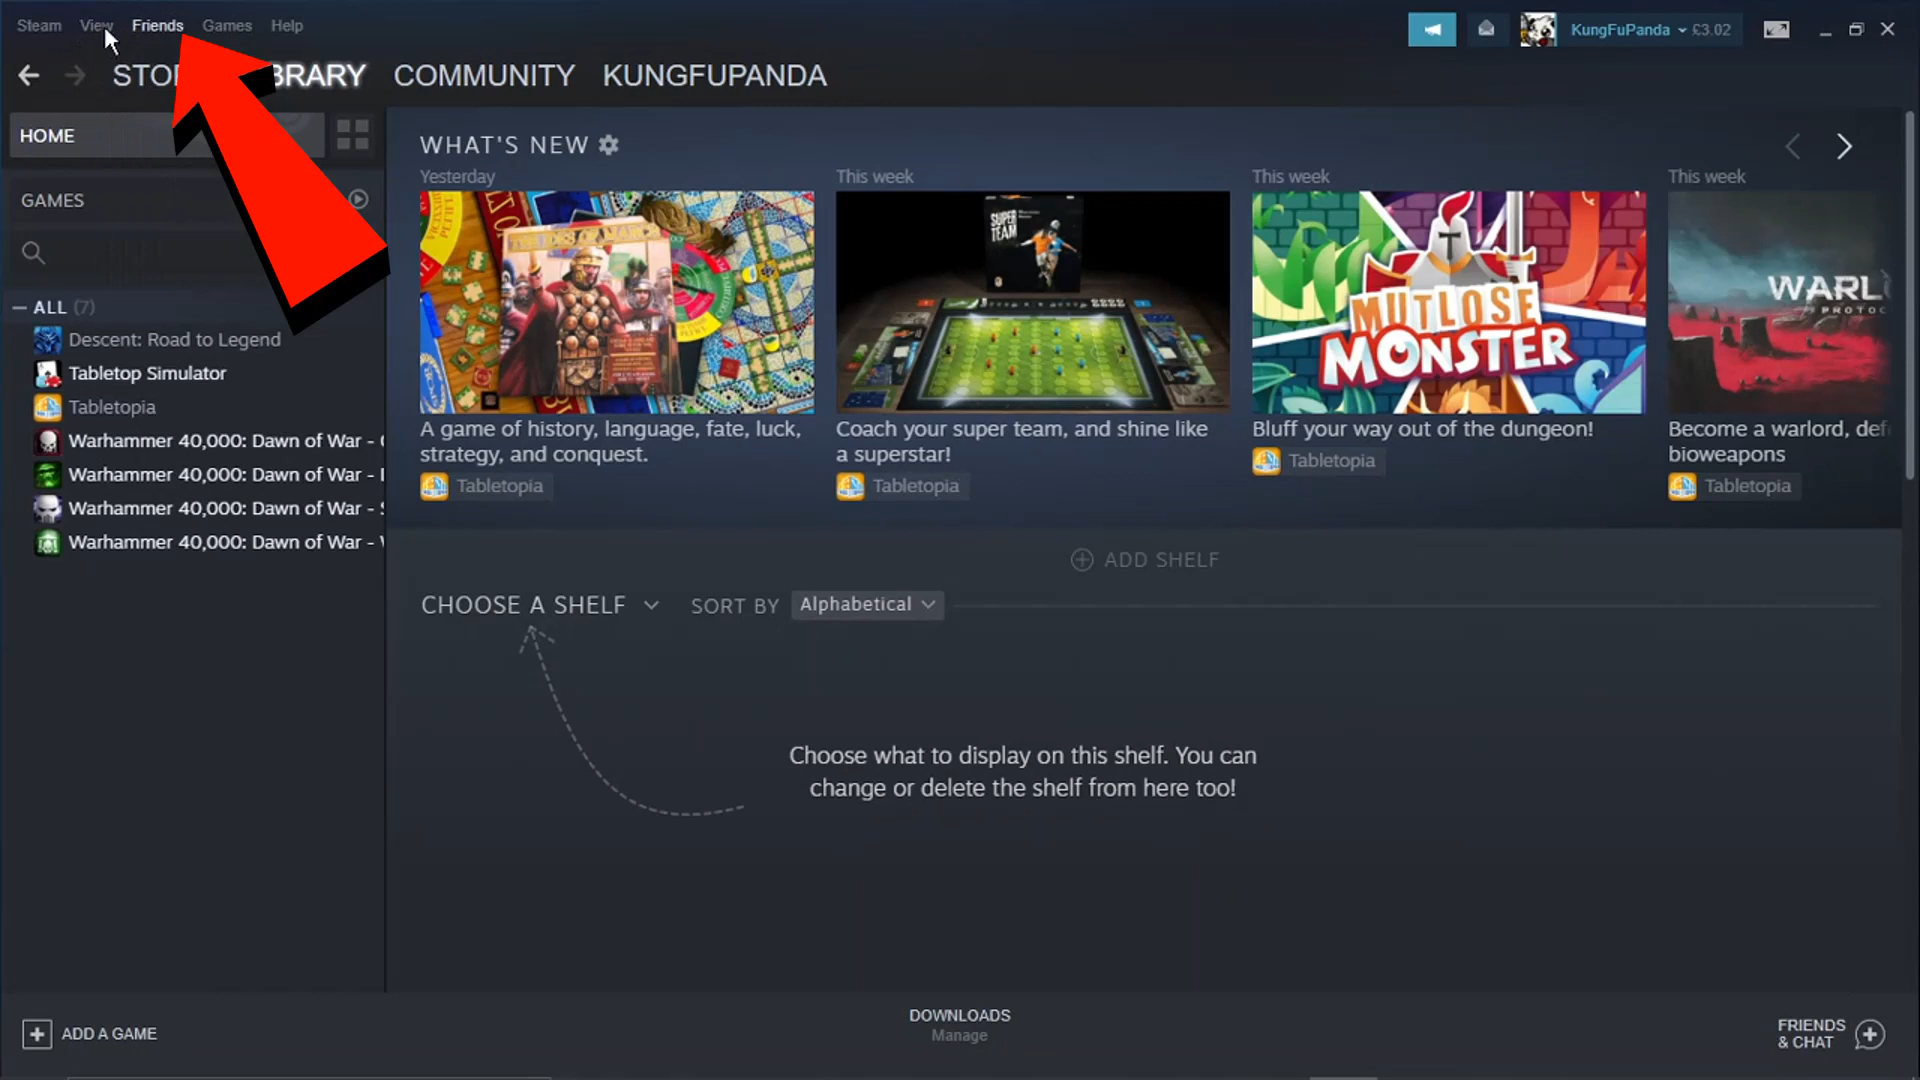 Steam View Friends Games Help
KungFuPanda £3.02
COMMUNITY KUNGFUPANDA
HOME
GAMES
ALL (7)
Descent: Road to Legend
Tabletop Simulator
Tabletopia
Warhammer 40,000: Dawn of War -
Warhammer 40,000: Dawn of War -
Warhammer 40,000: Dawn of War -
Warhammer 40,000: Dawn of War -
WHAT'S NEW
Yesterday
A game of history, language, fate, luck,
strategy, and conquest.
Tabletopia
This week
SUPER
TEAM
Coach your super team, and shine like
a superstar!
Tabletopia
This week
MUTLOSE
MONSTER
Bluff your way out of the dungeon!
Tabletopia
This week
Become a warlord,
bioweapons
Tabletopia
ADD SHELF
CHOOSE A SHELF SORT BY Alphabetical
Choose what to display on this shelf. You can
change or delete the shelf from here too!
ADD A GAME
DOWNLOADS
Manage
FRIENDS
& CHAT